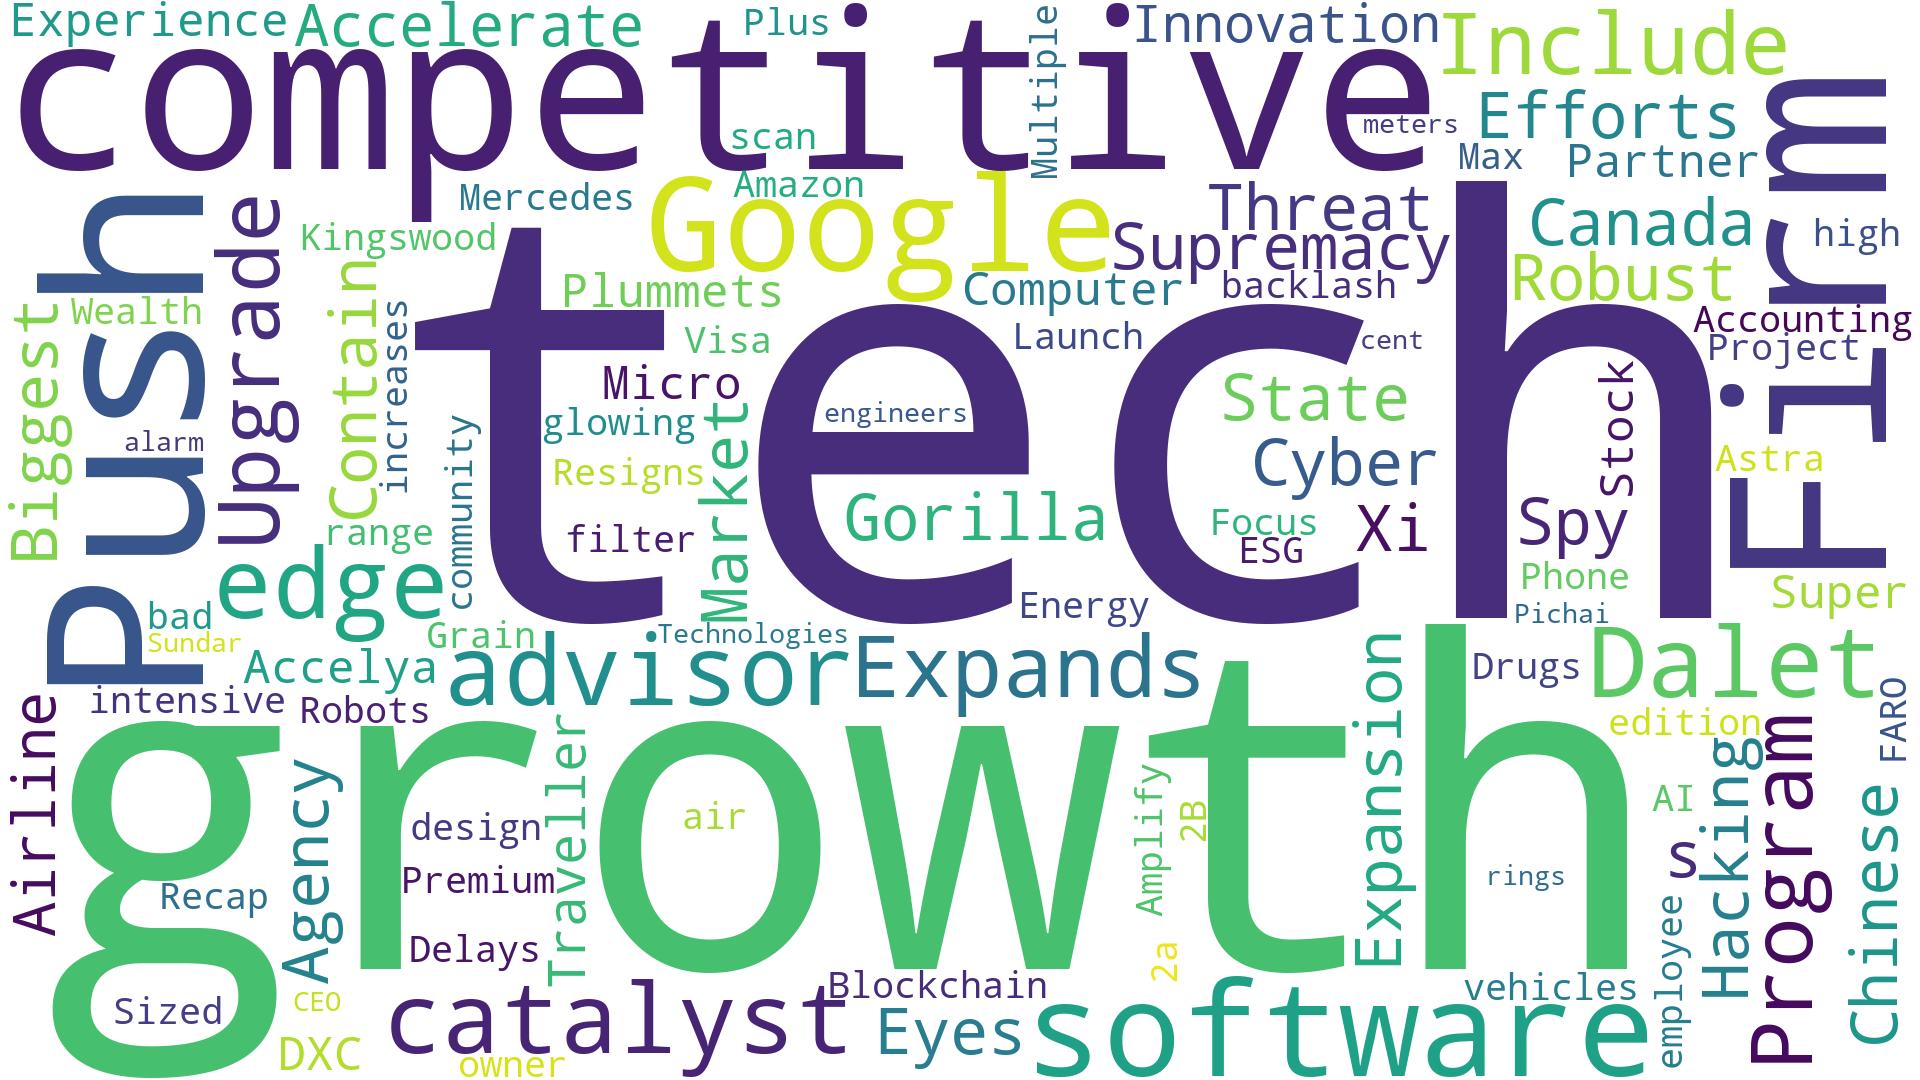 Experience
Accelerate
Plus
Multiple
Innovation
Include
competitive
scan
meters
Efforts
Max
Partner
Firm
Mercedes
Amazon
Google
Threat
Supremacy
Canada
high
Push
Upgrade
Kingswood
Contain
increases
Plummets
Computer
backlash
Robust
Biggest
Wealth
tech
Visa
Launch
cent
Accounting
Project
Micro
Market
engineers
State
Stock
glowing
alarm
community
Resigns
Cyber
Astra
range
filter
Gorilla
Focus
ESG
Xi
Spy
edge
Phone
Super
bad
Sundar
Grain
Technologies
Energy
Pichai
Accelya
advisor
Expands
Expansion
Drugs
Dalet
intensive
Robots
edition
FARO
Airline
growth
Agency
design
Traveller
air
Amplify
2B
AI
Hacking
Program
Chinese
Recap
Premium
rings
s
employee
Delays
2a
Sized
CEO
catalyst
Blockchain
vehicles
DXC
owner
Eyes
software